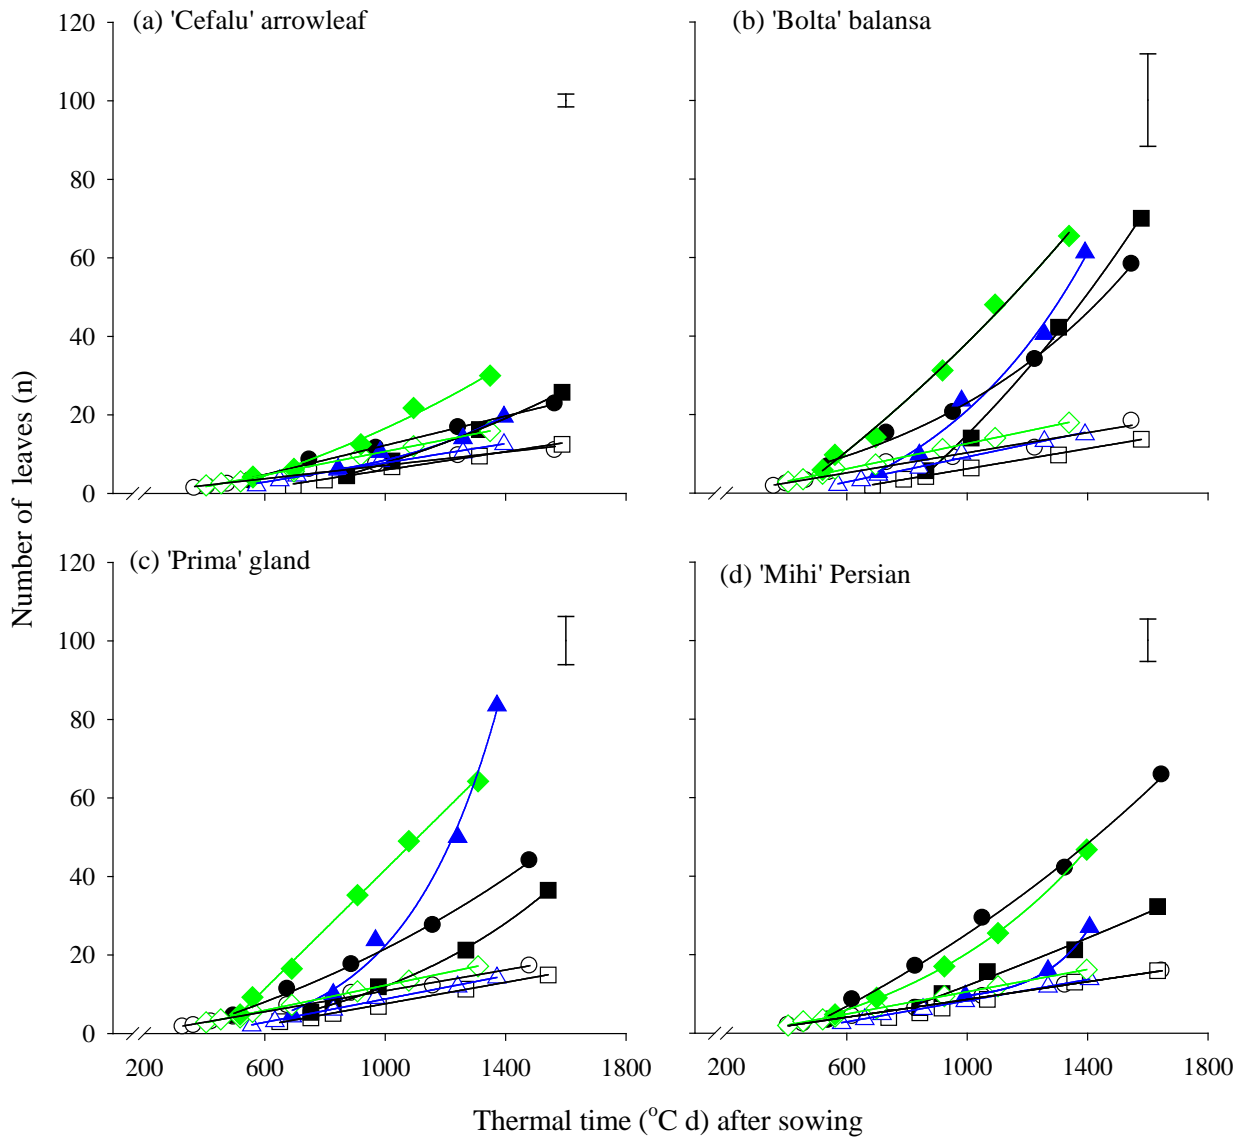 (a) 'Cefalu' arrowleaf
(b) 'Bolta' balansa
120
100
80
60
40
20
0
(c) 'Prima' gland
(d) 'Mihi' Persian
120
100
80
60
40
20
0
200 600 1000 1400 1800
200 600 1000 1400 1800
Number of leaves (n)
Thermal time (°C d) after sowing